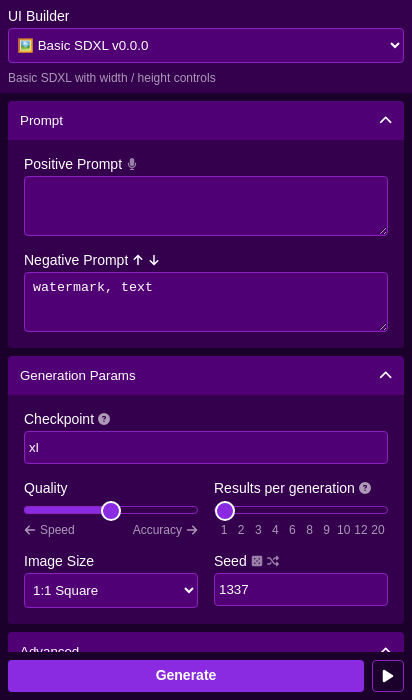 UI Builder
🖼️ Basic SDXL v0.0.0
Basic SDXL with width / height controls
Prompt
Positive Prompt
Negative Prompt ↑ ↓
watermark, text
Generation Params
Checkpoint ?
xl
Quality
Results per generation ?
← Speed Accuracy →
1 2 3 4 6 8 9 10 12 20
Image Size
Seed
1:1 Square
1337
Advanced
Generate